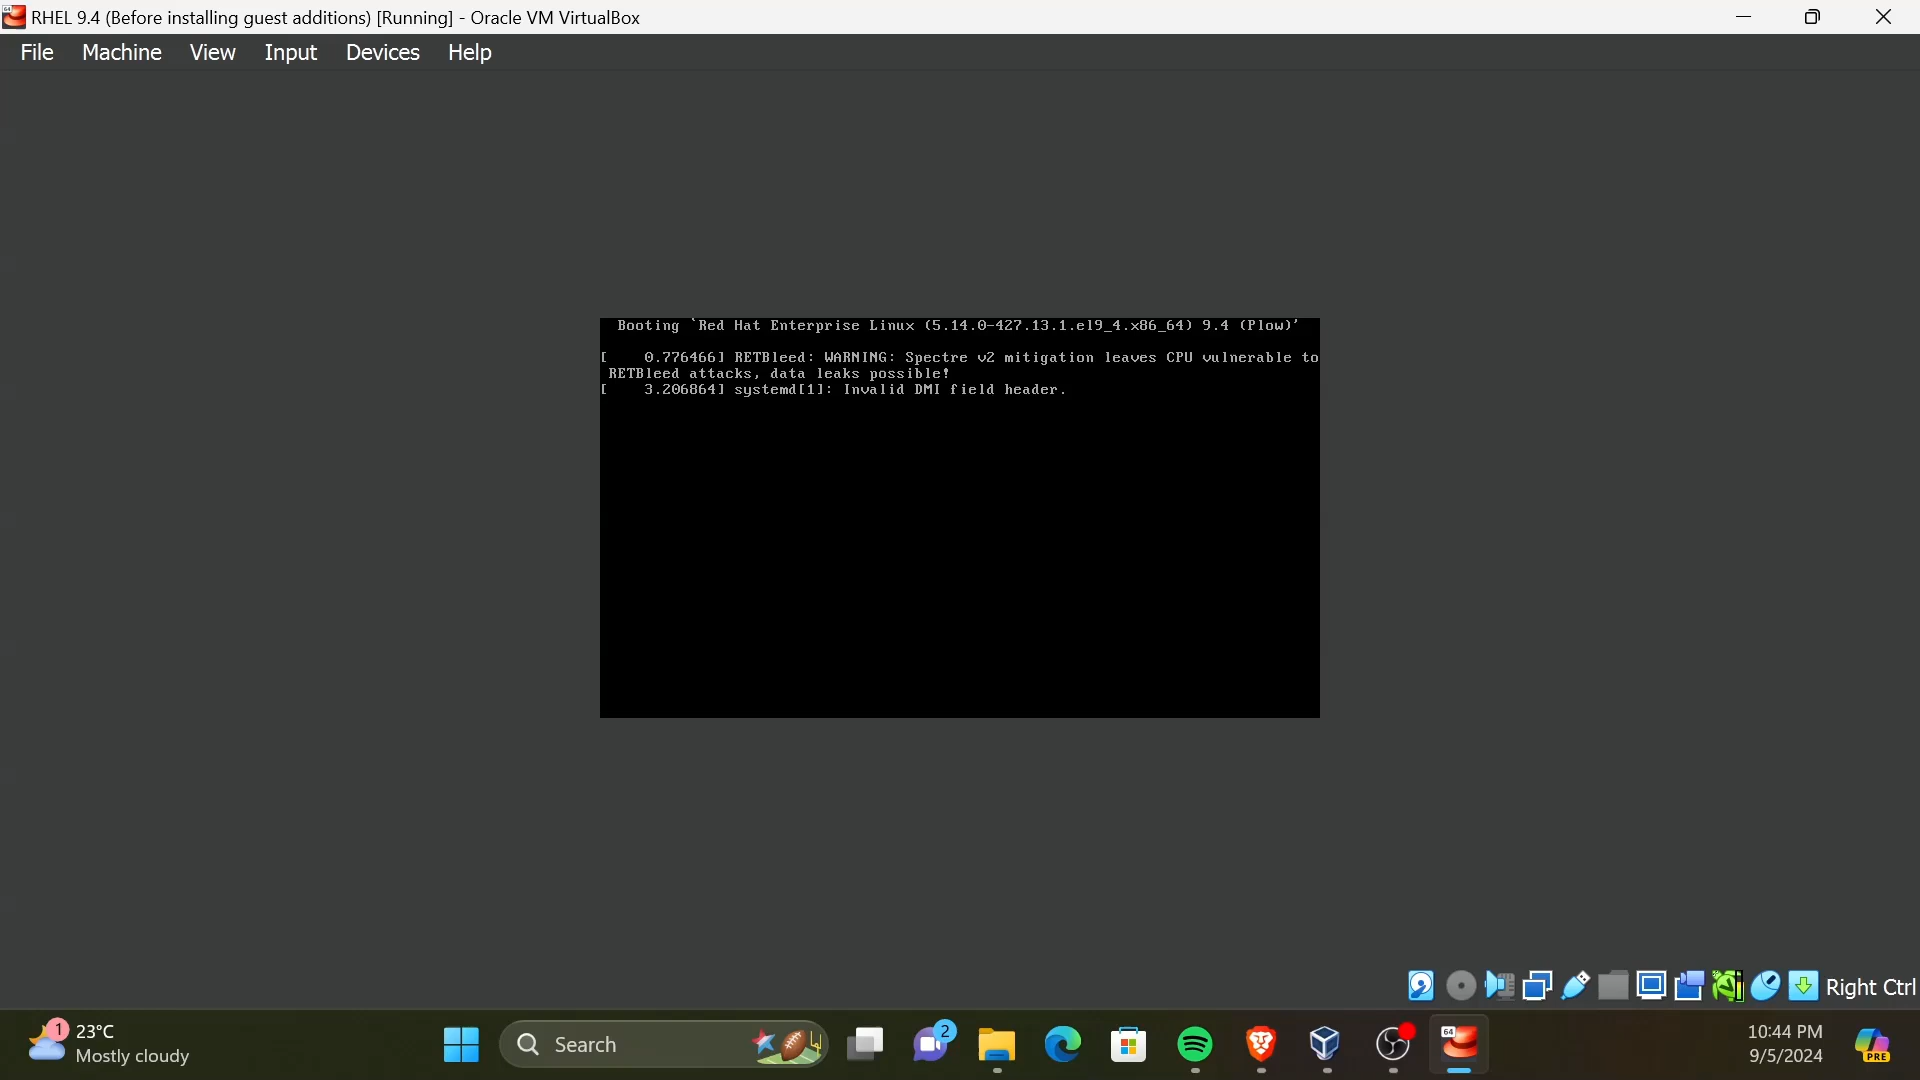 RHEL 9.4 (Before installing guest additions) [Running] - Oracle VM VirtualBox
File Machine View Input Devices Help
Booting `Red Hat Enterprise Linux (5.14.0-427.13.1.el9_4.x86_64) 9.4 (Plow)'
[    0.776466] RETBleed: WARNING: Spectre v2 mitigation leaves CPU vulnerable to
RETBleed attacks, data leaks possible!
[    3.206864] systemd[1]: Invalid DMI field header.
Right Ctrl
1
23°C
Mostly cloudy
Search
2
64
10:44 PM
9/5/2024
PRE